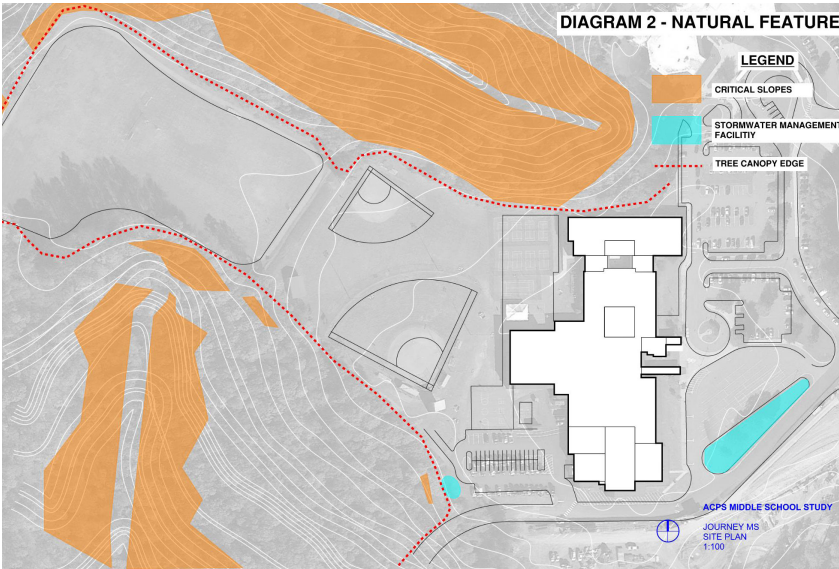 DIAGRAM 2 - NATURAL FEATURE
LEGEND
CRITICAL SLOPES
STORMWATER MANAGEMENT
FACILITIY
TREE CANOPY EDGE
ACPS MIDDLE SCHOOL STUDY
JOURNEY MS
SITE PLAN
1:100